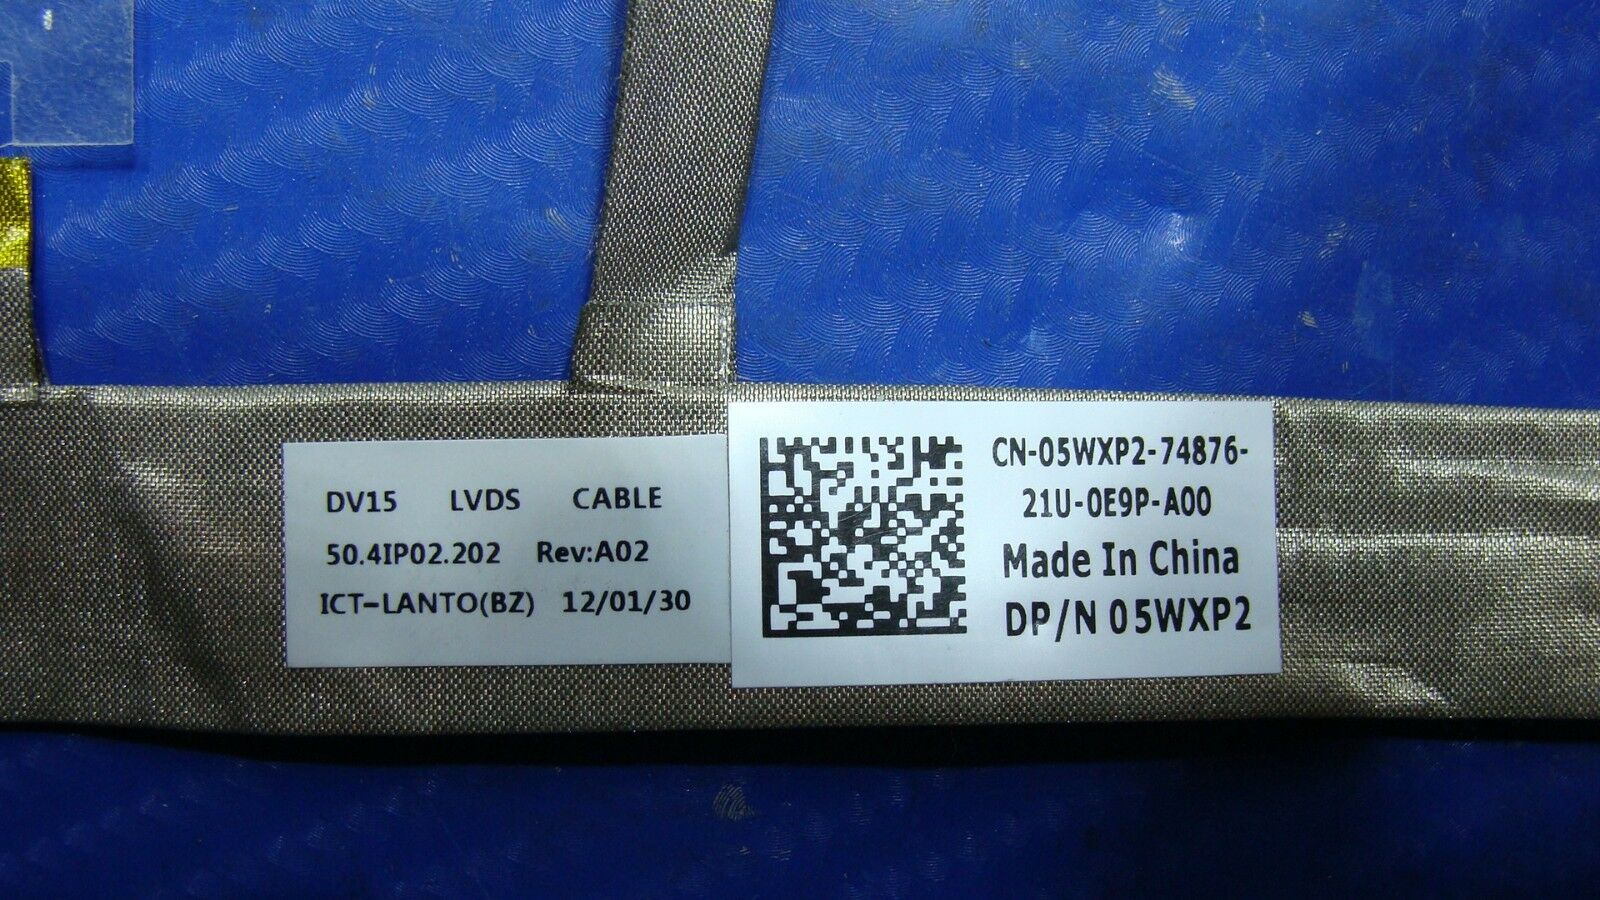 DV15 LVDS CABLE
50.4IP02.202 Rev:A02
ICT-LANTO(BZ) 12/01/30
CN-05WXP2-74876-
21U-0E9P-A00
Made In China
DP/N 05WXP2